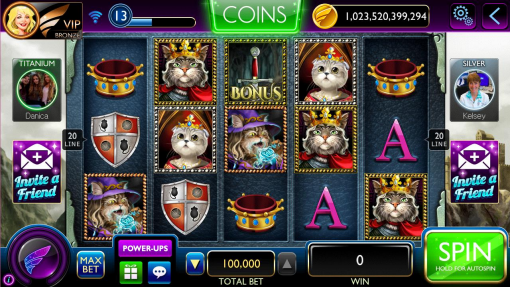 VIP
BRONZE
13
COINS
1,023,520,399,294
TITANIUM
Danica
SILVER
Kelsey
BONUS
20
LINE
20
LINE
A
A
Invite a
Friend
Invite a
Friend
MAX
BET
POWER-UPS
100,000
TOTAL BET
0
WIN
SPIN
HOLD FOR AUTOSPIN
i